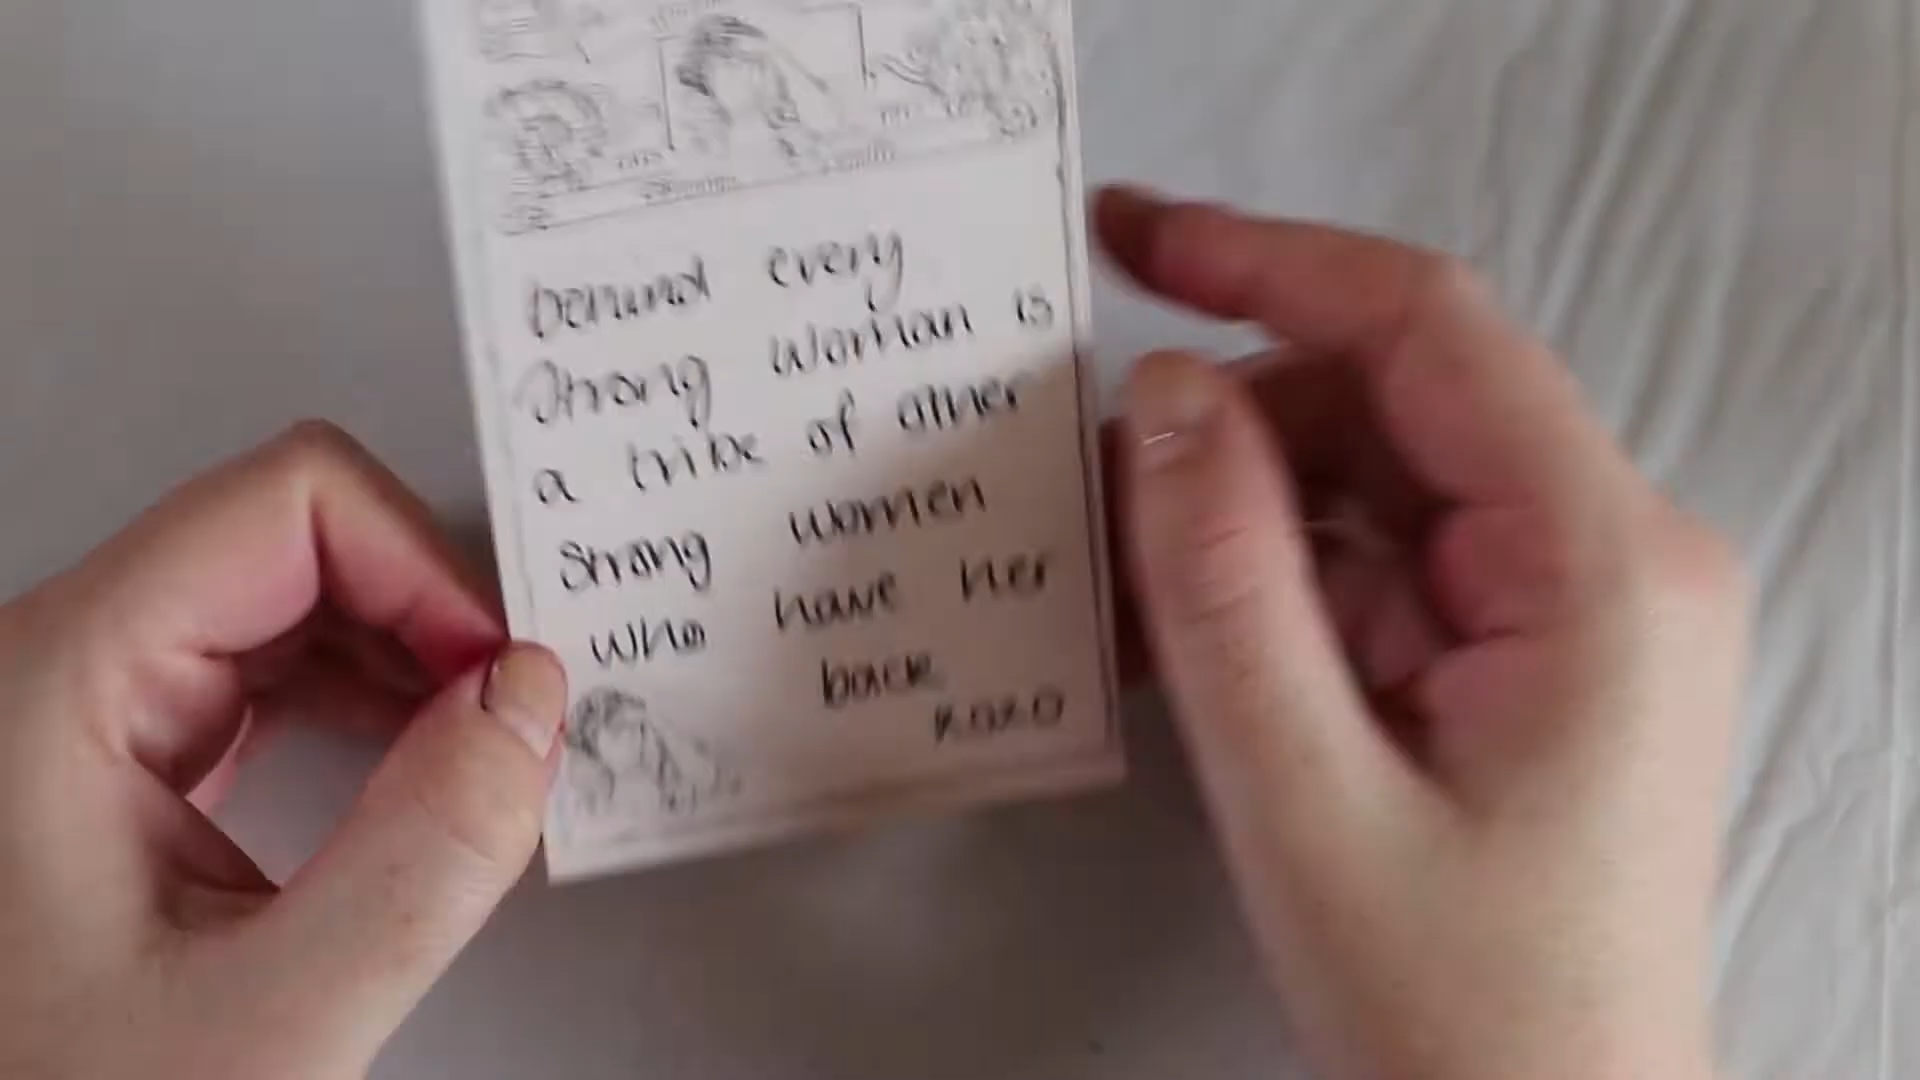 behind every
strong woman is
a tribe of other
strong women
who have her
back
xoxo